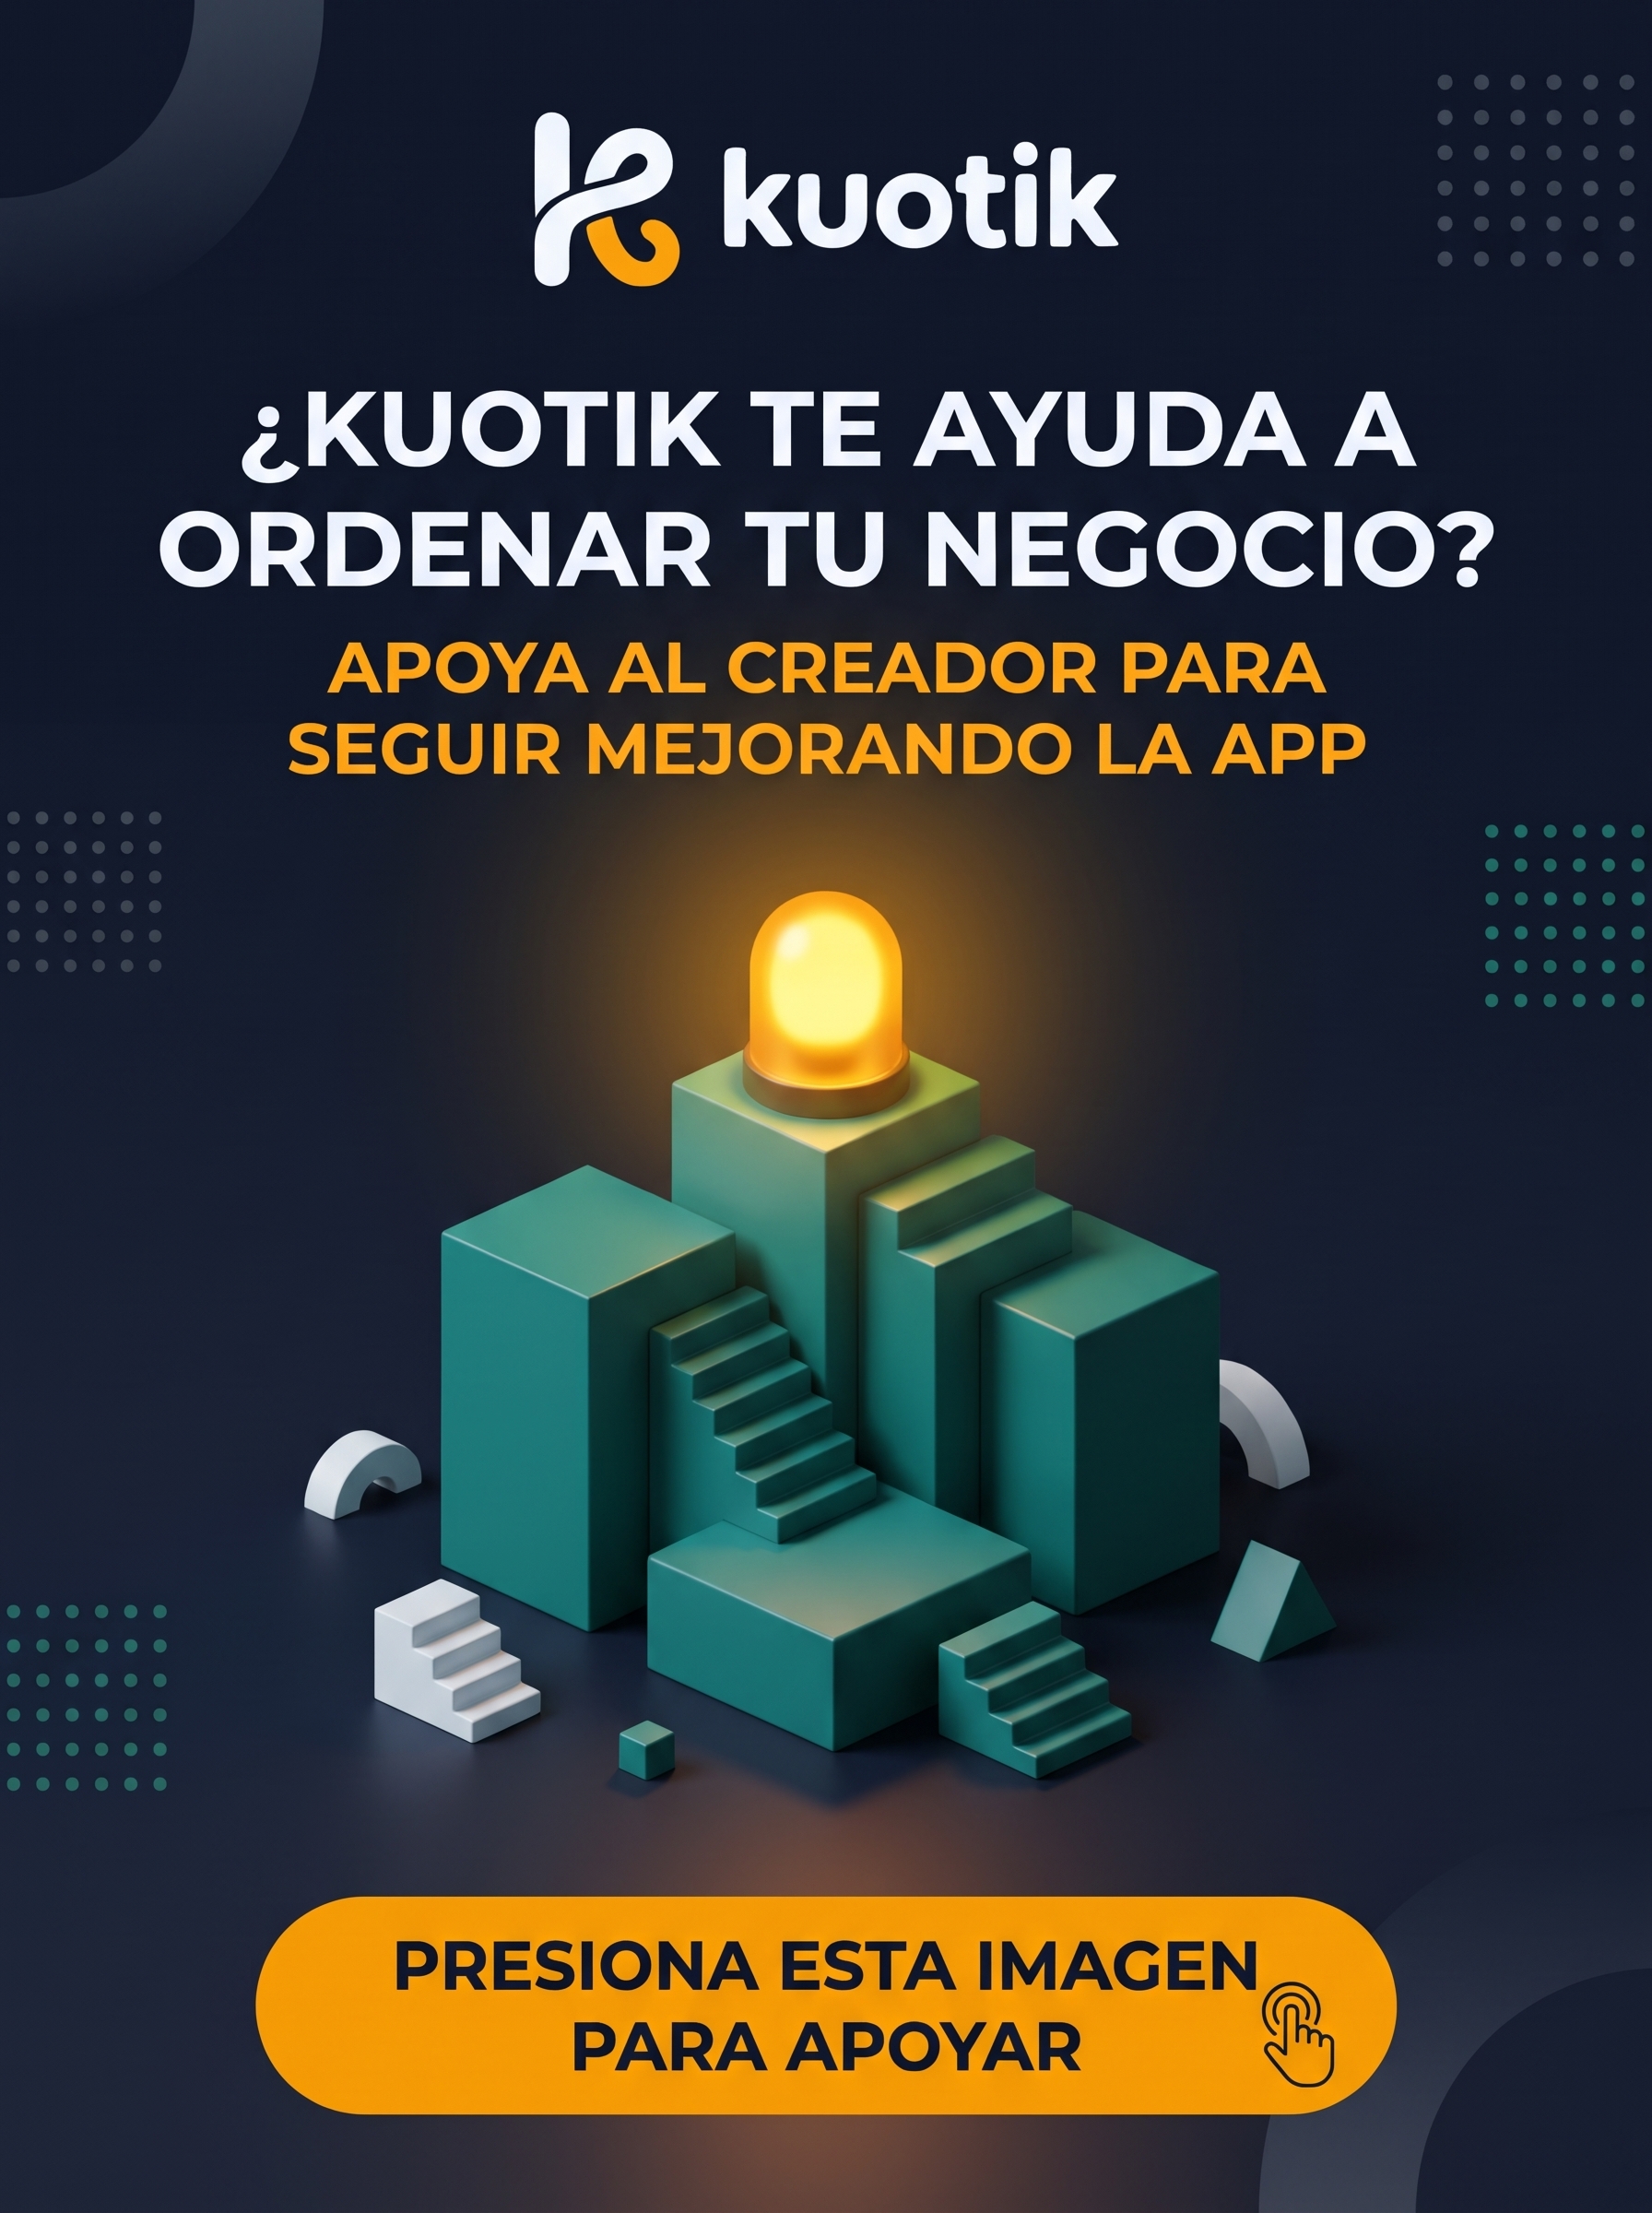 kuotik
¿KUOTIK TE AYUDA A
ORDENAR TU NEGOCIO?
APOYA AL CREADOR PARA
SEGUIR MEJORANDO LA APP
PRESIONA ESTA IMAGEN
PARA APOYAR